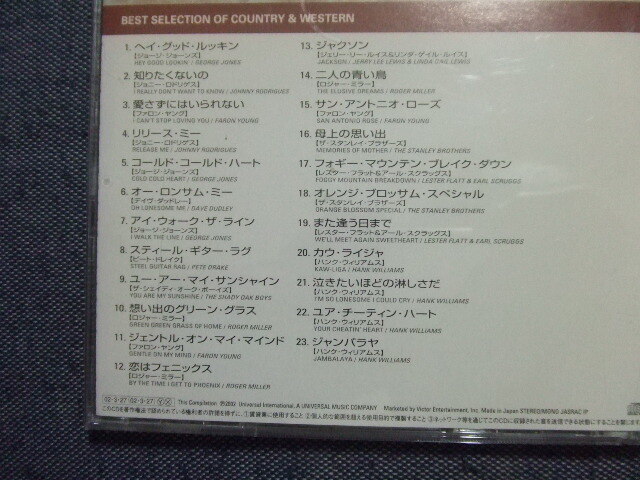 BEST SELECTION OF COUNTRY & WESTERN
1. ヘイ・グッド・ルッキン
【ジョージ・ジョーンズ】
HEY GOOD LOOKIN' / GEORGE JONES
2. 知りたくないの
【ジョニー・ロドリゲス】
I REALLY DON'T WANT TO KNOW / JOHNNY RODRIGUES
3. 愛さずにはいられない
【ファロン・ヤング】
I CAN'T STOP LOVING YOU / FARON YOUNG
4. リリース・ミー
【ジョニー・ロドリゲス】
RELEASE ME / JOHNNY RODRIGUES
5. コールド・コールド・ハート
【ジョージ・ジョーンズ】
COLD COLD HEART / GEORGE JONES
6. オー・ロンサム・ミー
【デイヴ・ダッドレー】
OH LONESOME ME / DAVE DUDLEY
7. アイ・ウォーク・ザ・ライン
【ジョージ・ジョーンズ】
I WALK THE LINE / GEORGE JONES
8. スティール・ギター・ラグ
【ピート・ドレイク】
STEEL GUITAR RAG / PETE DRAKE
9. ユー・アー・マイ・サンシャイン
【ザ・シェイディ・オーク・ボーイズ】
YOU ARE MY SUNSHINE / THE SHADY OAK BOYS
10. 想い出のグリーン・グラス
【ロジャー・ミラー】
GREEN GREEN GRASS OF HOME / ROGER MILLER
11. ジェントル・オン・マイ・マインド
【ファロン・ヤング】
GENTLE ON MY MIND / FARON YOUNG
12. 恋はフェニックス
【ロジャー・ミラー】
BY THE TIME I GET TO PHOENIX / ROGER MILLER
13. ジャクソン
【ジェリー・リー・ルイス&リンダ・ゲイル・ルイス】
JACKSON / JERRY LEE LEWIS & LINDA GAIL LEWIS
14. 二人の青い鳥
【ロジャー・ミラー】
THE ELUSIVE DREAMS / ROGER MILLER
15. サン・アントニオ・ローズ
【ファロン・ヤング】
SAN ANTONIO ROSE / FARON YOUNG
16. 母上の思い出
【ザ・スタンレイ・ブラザーズ】
MEMORIES OF MOTHER / THE STANLEY BROTHERS
17. フォギー・マウンテン・ブレイク・ダウン
【レスター・フラット&アール・スクラッグス】
FOGGY MOUNTAIN BREAKDOWN / LESTER FLATT & EARL SCRUGGS
18. オレンジ・ブロッサム・スペシャル
【ザ・スタンレイ・ブラザーズ】
ORANGE BLOSSOM SPECIAL / THE STANLEY BROTHERS
19. また逢う日まで
【レスター・フラット&アール・スクラッグス】
WE'LL MEET AGAIN SWEETHEART / LESTER FLATT & EARL SCRUGGS
20. カウ・ライジャ
【ハンク・ウィリアムス】
KAW-LIGA / HANK WILLIAMS
21. 泣きたいほどの淋しさだ
【ハンク・ウィリアムス】
I'M SO LONESOME I COULD CRY / HANK WILLIAMS
22. ユア・チーティン・ハート
【ハンク・ウィリアムス】
YOUR CHEATIN' HEART / HANK WILLIAMS
23. ジャンバラヤ
【ハンク・ウィリアムス】
JAMBALAYA / HANK WILLIAMS
02・3・27 02・3・27 This Compilation ℗2002 Universal International, A UNIVERSAL MUSIC COMPANY Marketed by Victor Entertainment, Inc. Made in Japan STEREO/MONO JASRAC IP